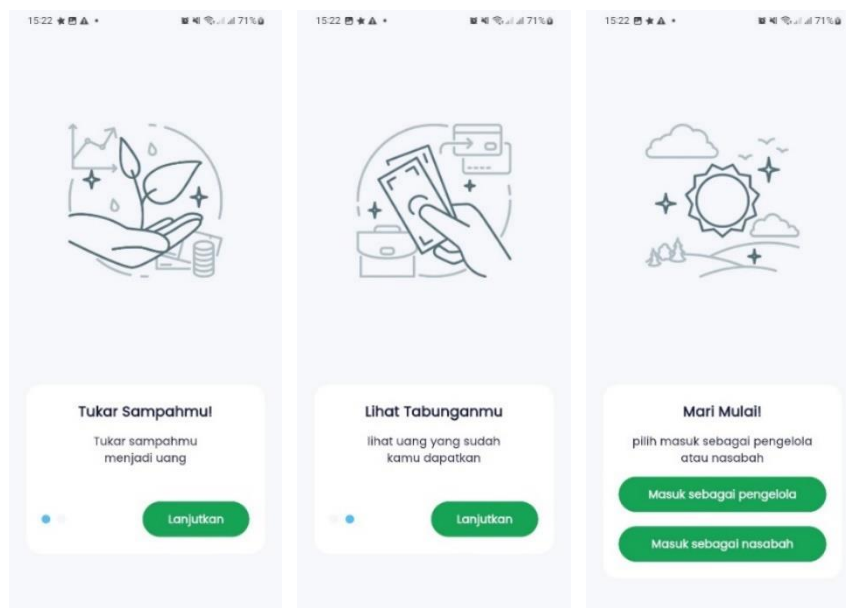 15:22
71%
Tukar Sampahmu!
Tukar sampahmu
menjadi uang
Lanjutkan
15:22
71%
Lihat Tabunganmu
lihat uang yang sudah
kamu dapatkan
Lanjutkan
15:22
71%
Mari Mulai!
pilih masuk sebagai pengelola
atau nasabah
Masuk sebagai pengelola
Masuk sebagai nasabah